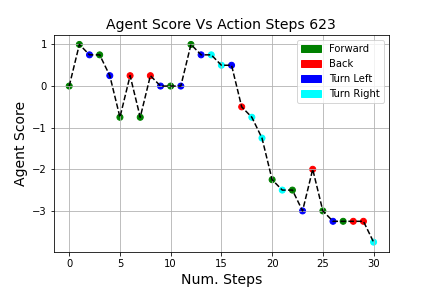 Agent Score Vs Action Steps 623
Agent Score
1
0
−1
−2
−3
Forward
Back
Turn Left
Turn Right
0 5 10 15 20 25 30
Num. Steps